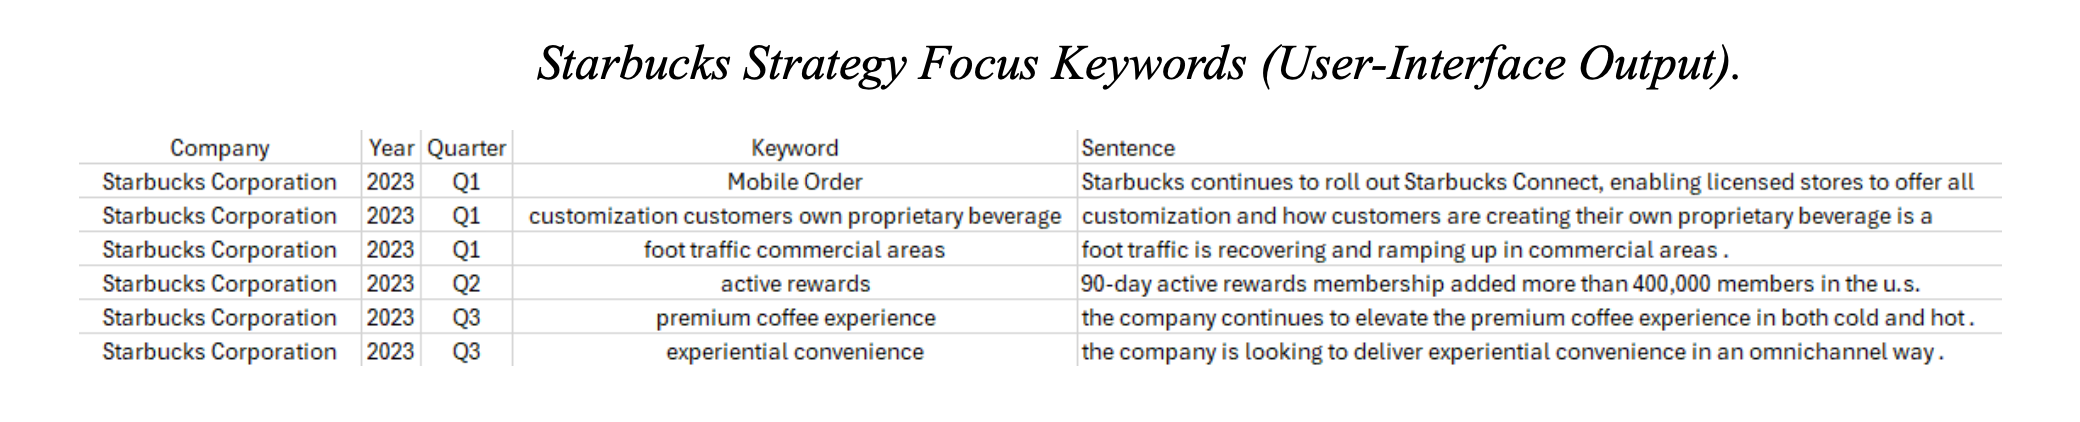 Starbucks Strategy Focus Keywords (User-Interface Output).
Company Year Quarter Keyword Sentence
Starbucks Corporation 2023 Q1 Mobile Order Starbucks continues to roll out Starbucks Connect, enabling licensed stores to offer all
Starbucks Corporation 2023 Q1 customization customers own proprietary beverage customization and how customers are creating their own proprietary beverage is a
Starbucks Corporation 2023 Q1 foot traffic commercial areas foot traffic is recovering and ramping up in commercial areas .
Starbucks Corporation 2023 Q2 active rewards 90-day active rewards membership added more than 400,000 members in the u.s.
Starbucks Corporation 2023 Q3 premium coffee experience the company continues to elevate the premium coffee experience in both cold and hot .
Starbucks Corporation 2023 Q3 experiential convenience the company is looking to deliver experiential convenience in an omnichannel way .